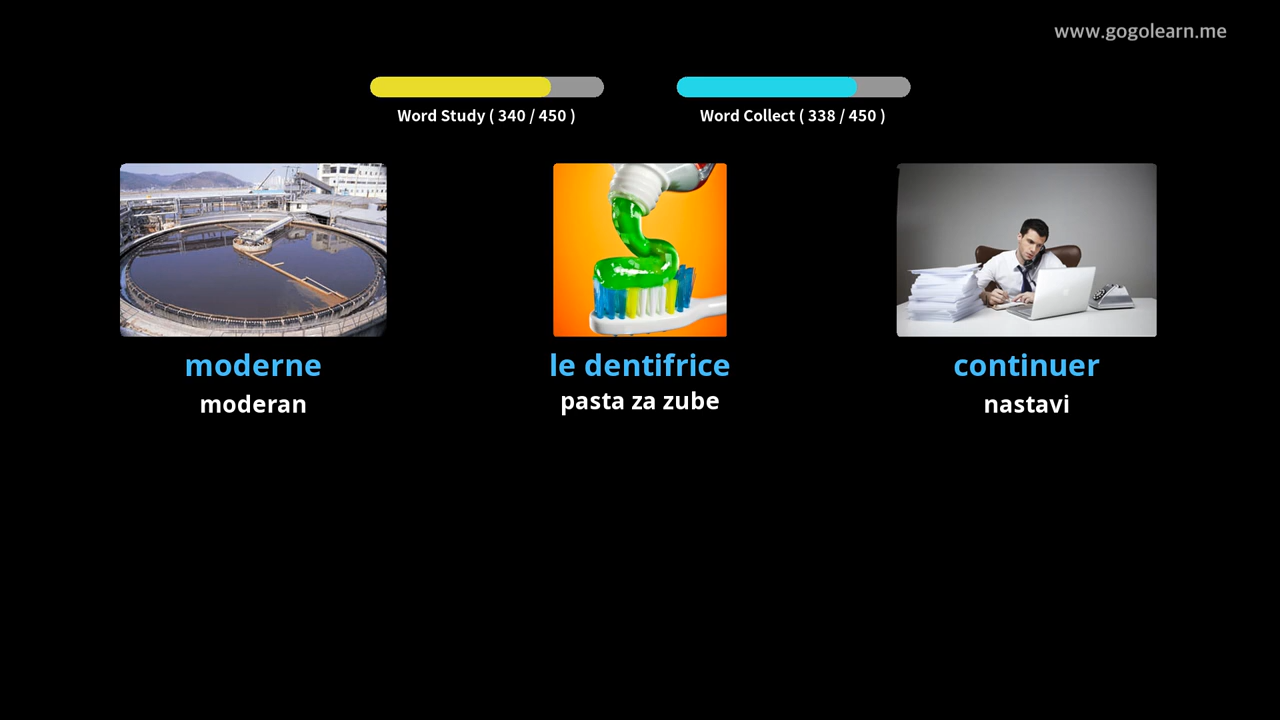 www.gogolearn.me
Word Study ( 340 / 450 )
Word Collect ( 338 / 450 )
moderne
moderan
le dentifrice
pasta za zube
continuer
nastavi